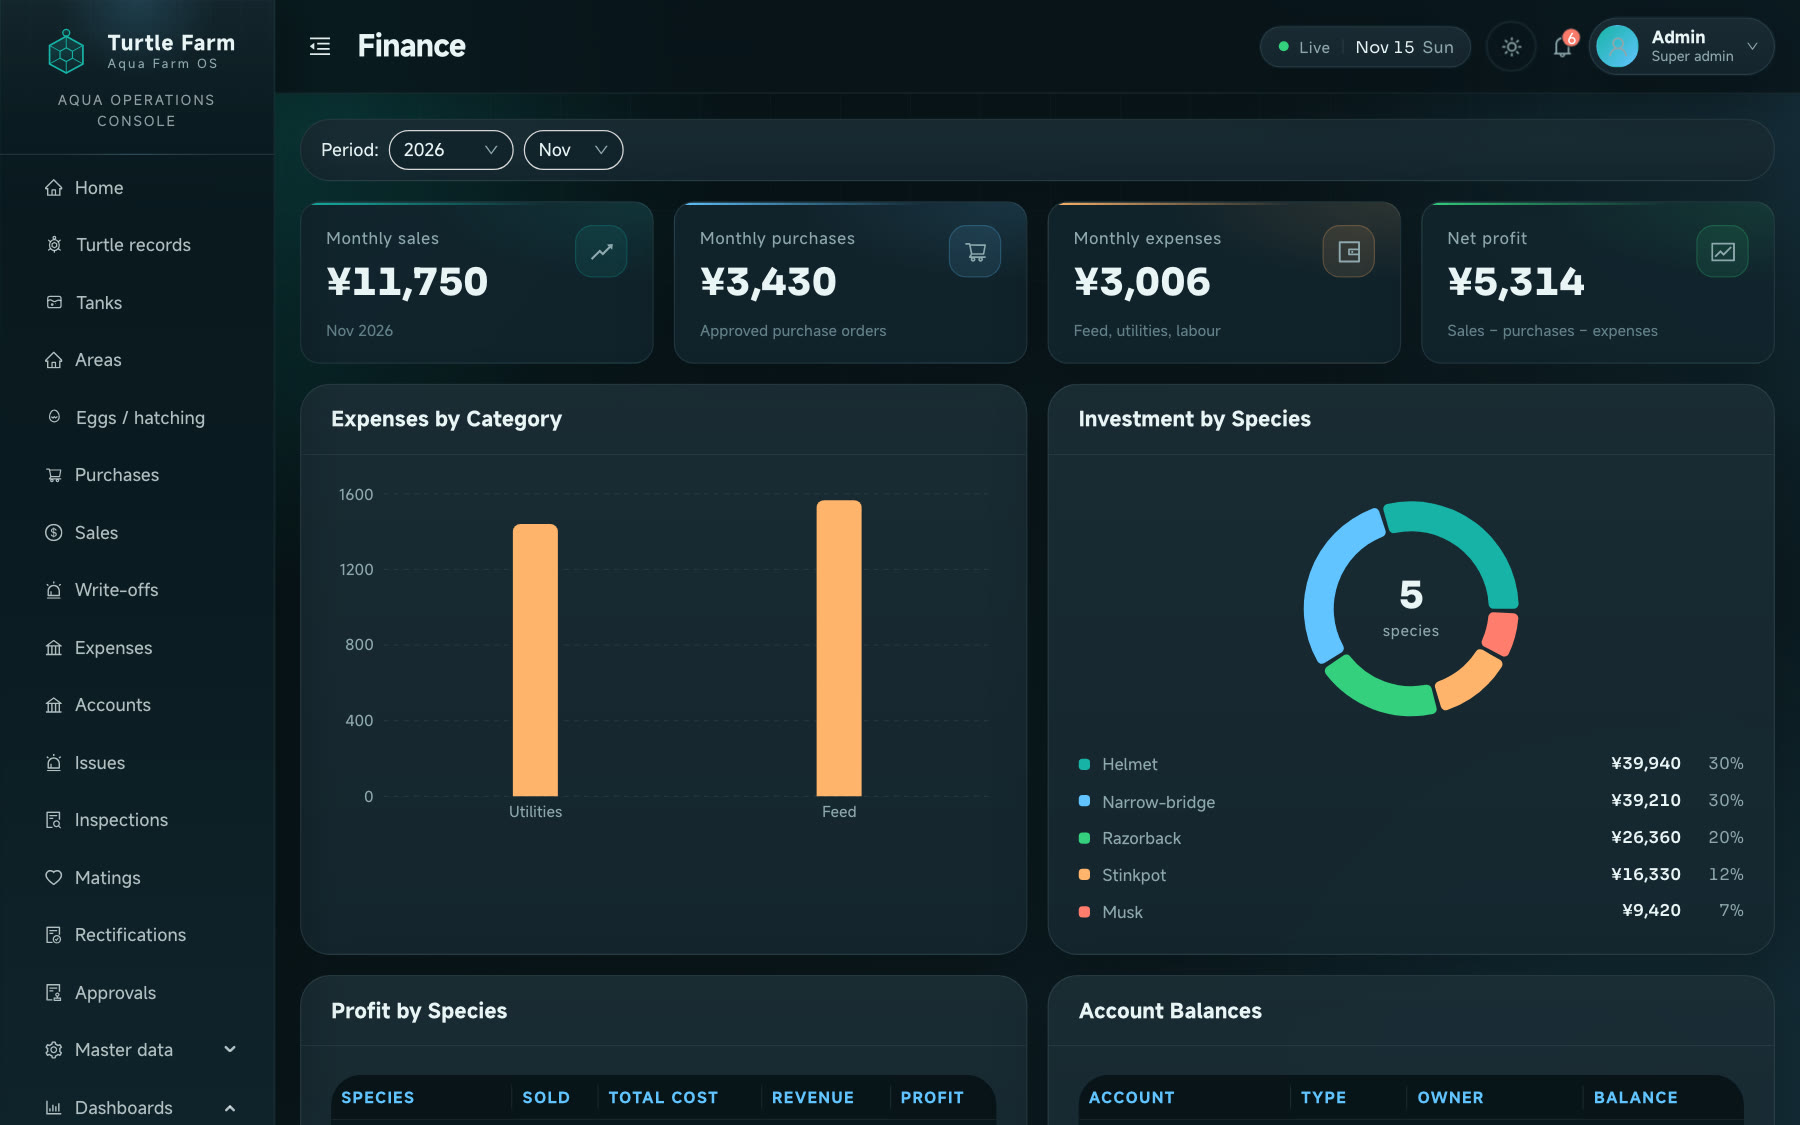 Turtle Farm
Aqua Farm OS
AQUA OPERATIONS
CONSOLE
Home
Turtle records
Tanks
Areas
Eggs / hatching
Purchases
Sales
Write-offs
Expenses
Accounts
Issues
Inspections
Matings
Rectifications
Approvals
Master data
Dashboards
Finance
Live Nov 15 Sun
6
Admin
Super admin
Period: 2026 Nov
Monthly sales
¥11,750
Nov 2026
Monthly purchases
¥3,430
Approved purchase orders
Monthly expenses
¥3,006
Feed, utilities, labour
Net profit
¥5,314
Sales − purchases − expenses
Expenses by Category
1600
1200
800
400
0
Utilities
Feed
Investment by Species
5
species
Helmet ¥39,940 30%
Narrow-bridge ¥39,210 30%
Razorback ¥26,360 20%
Stinkpot ¥16,330 12%
Musk ¥9,420 7%
Profit by Species
SPECIES SOLD TOTAL COST REVENUE PROFIT
Account Balances
ACCOUNT TYPE OWNER BALANCE